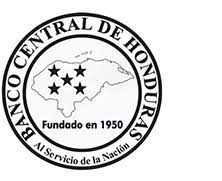 BANCO CENTRAL DE HONDURAS
Fundado en 1950
Al Servicio de la Nación